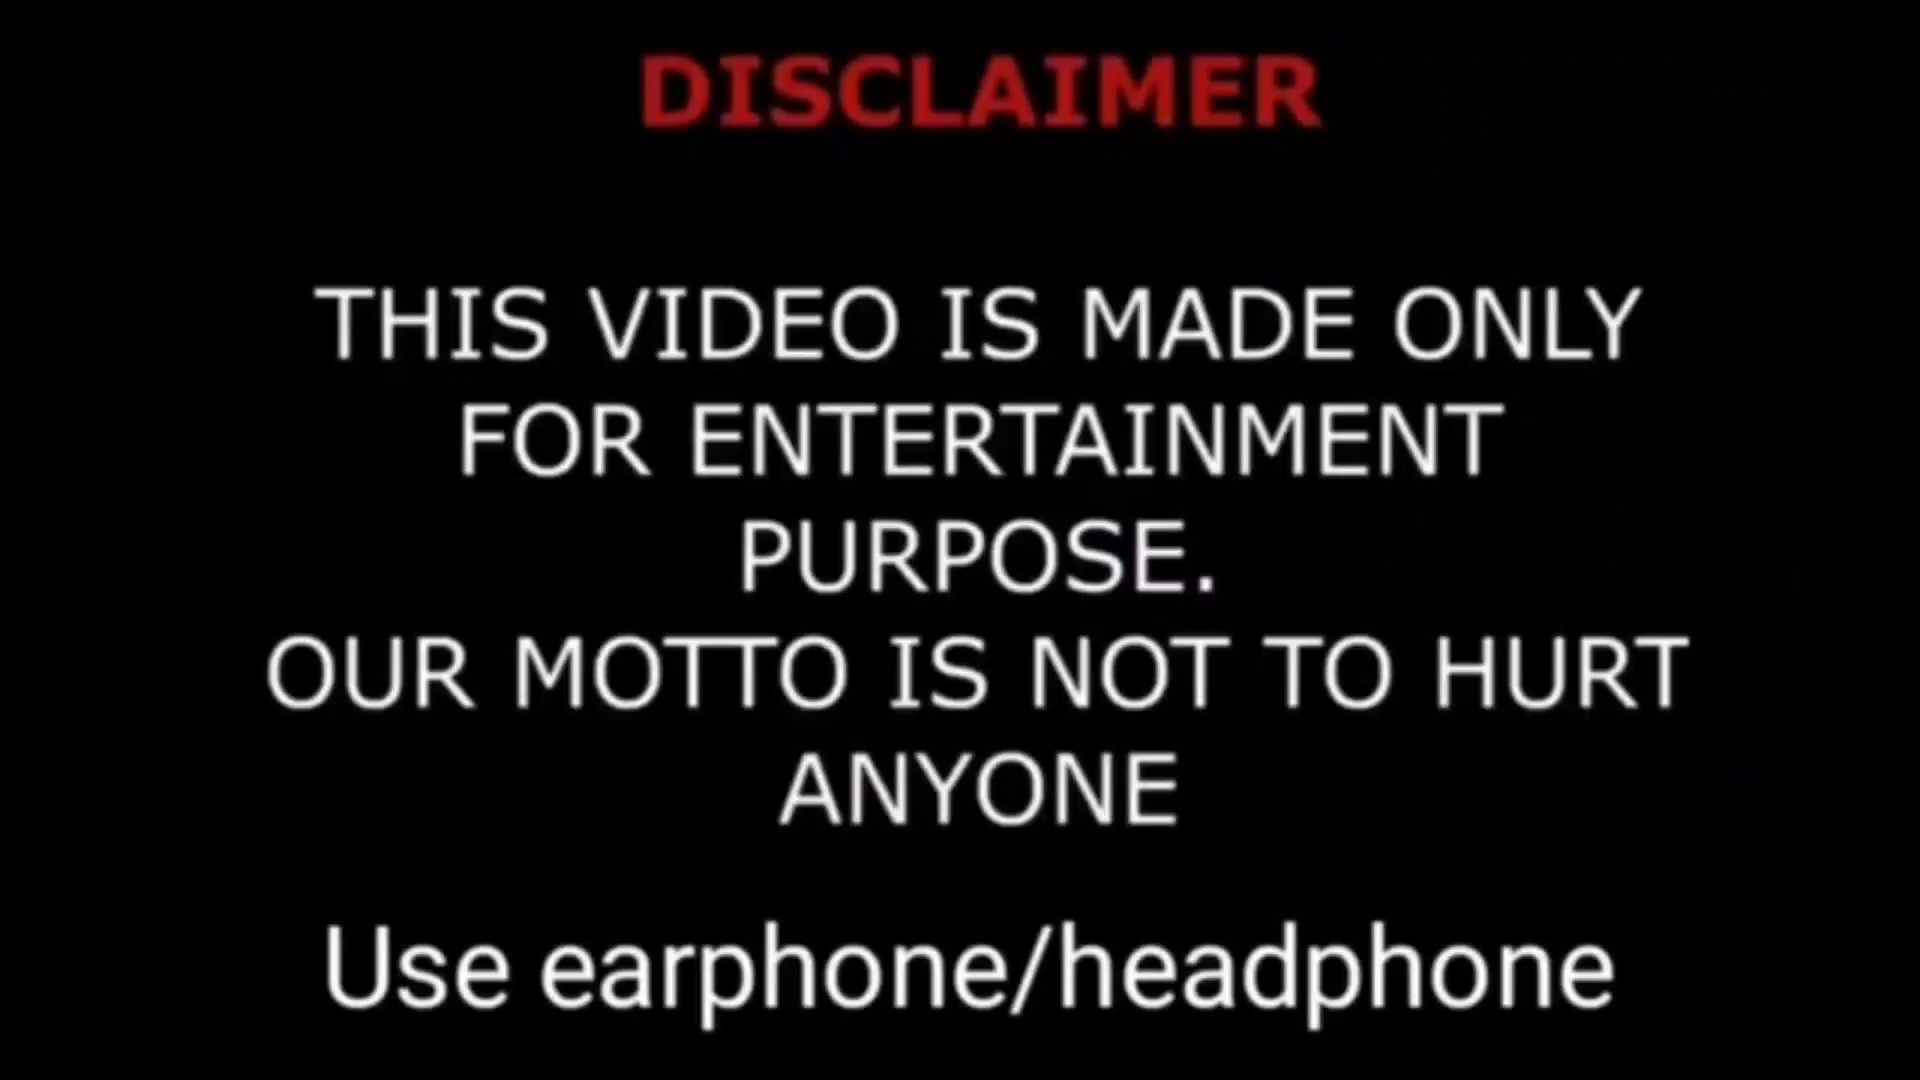 DISCLAIMER
THIS VIDEO IS MADE ONLY
FOR ENTERTAINMENT
PURPOSE.
OUR MOTTO IS NOT TO HURT
ANYONE
Use earphone/headphone